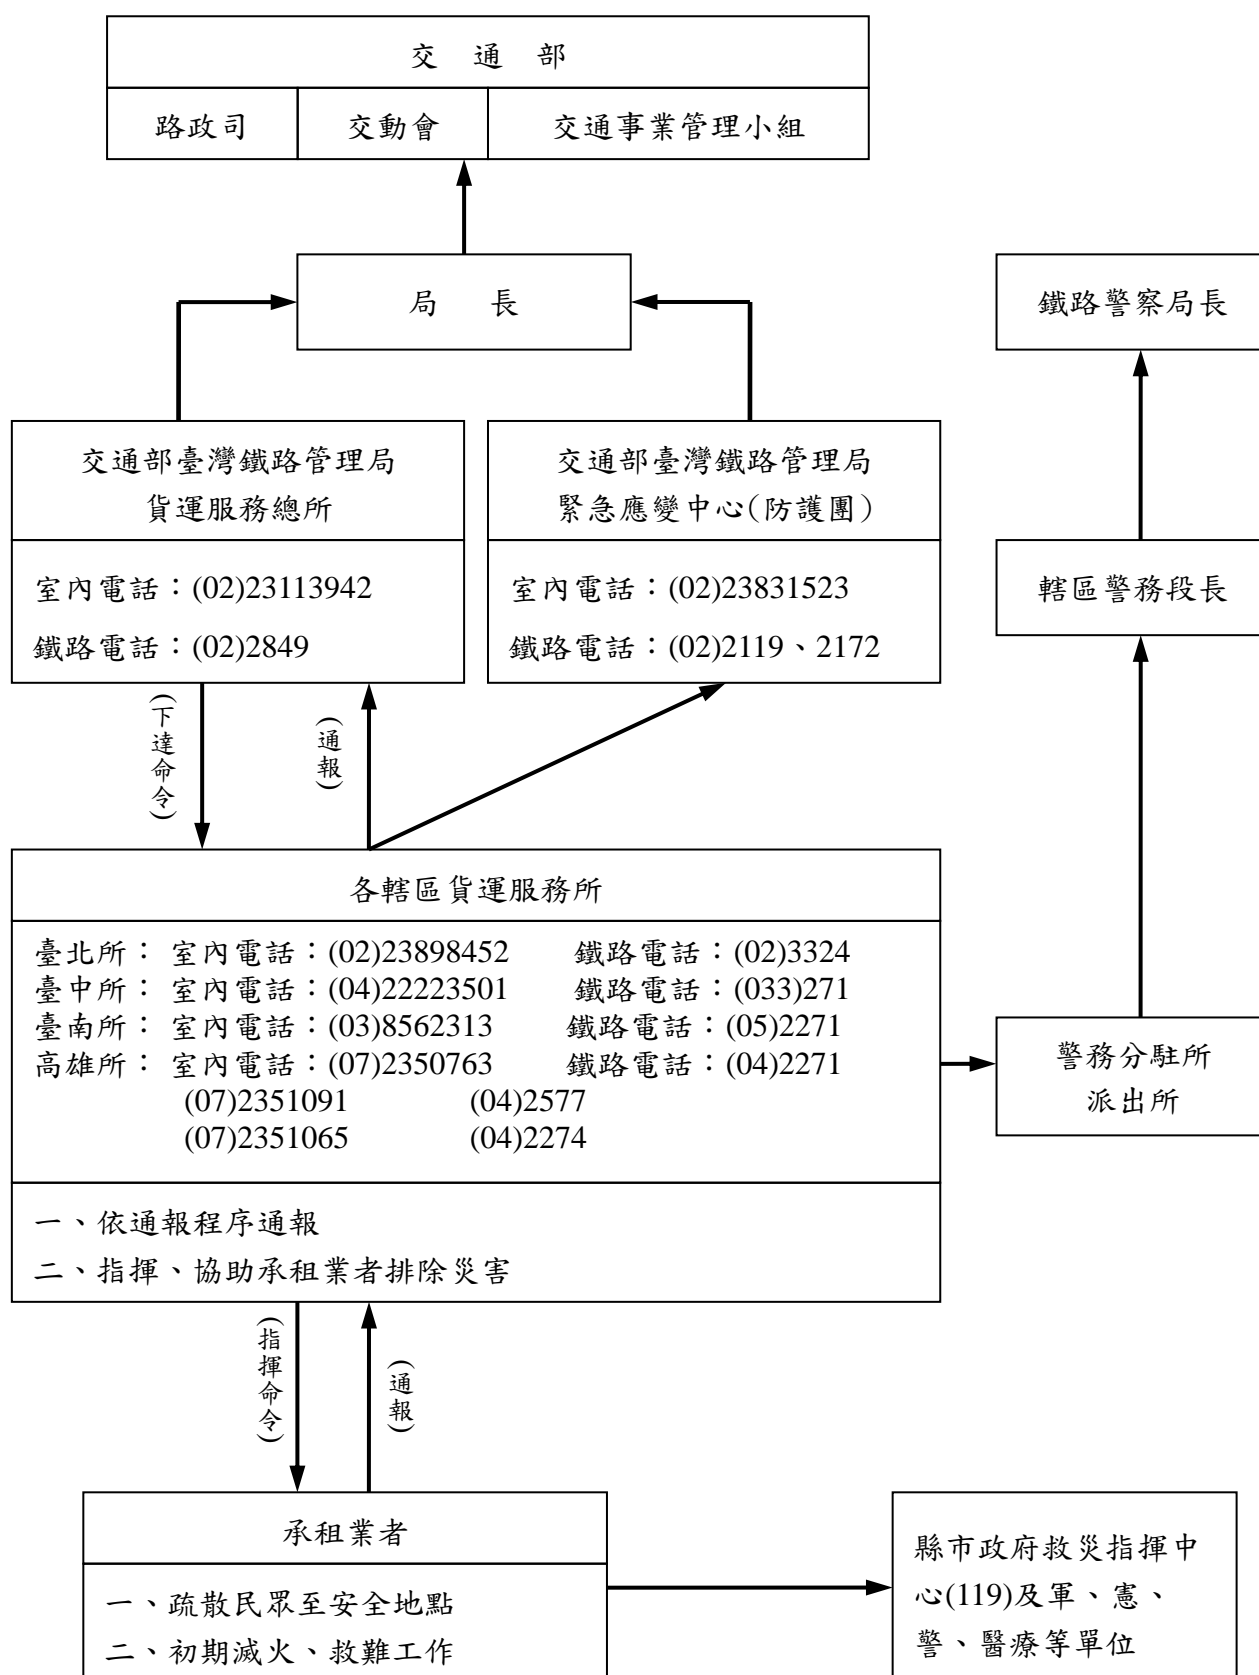 交通部
路政司 交動會 交通事業管理小組
局長
鐵路警察局長
交通部臺灣鐵路管理局
貨運服務總所
室內電話：(02)23113942
鐵路電話：(02)2849
交通部臺灣鐵路管理局
緊急應變中心(防護團)
室內電話：(02)23831523
鐵路電話：(02)2119、2172
轄區警務段長
(下達命令)
(通報)
各轄區貨運服務所
臺北所： 室內電話：(02)23898452 鐵路電話：(02)3324
臺中所： 室內電話：(04)22223501 鐵路電話：(033)271
臺南所： 室內電話：(03)8562313 鐵路電話：(05)2271
高雄所： 室內電話：(07)2350763 鐵路電話：(04)2271
(07)2351091 (04)2577
(07)2351065 (04)2274
一、依通報程序通報
二、指揮、協助承租業者排除災害
警務分駐所
派出所
(指揮命令)
(通報)
承租業者
一、疏散民眾至安全地點
二、初期滅火、救難工作
縣市政府救災指揮中
心(119)及軍、憲、
警、醫療等單位